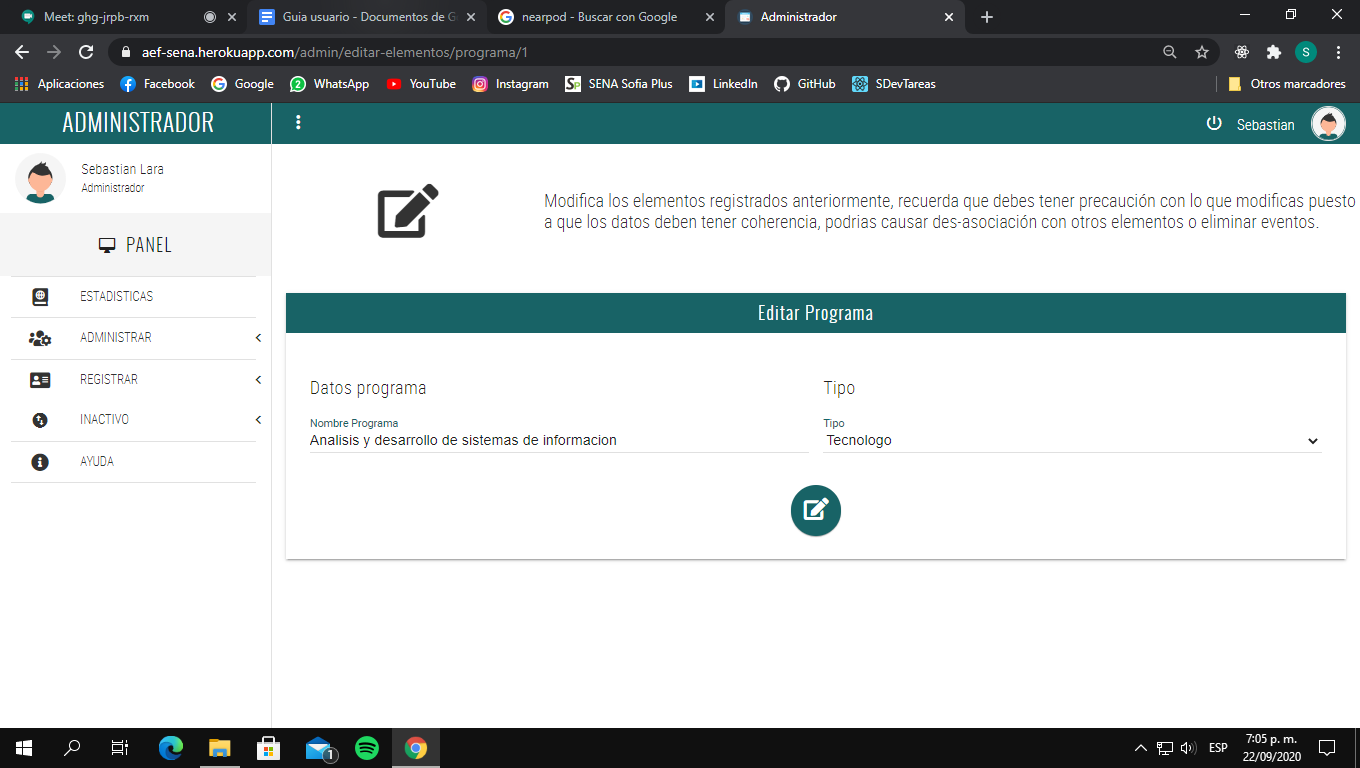 Meet: ghg-jrpb-rxm
Guia usuario - Documentos de G
nearpod - Buscar con Google
Administrador
aef-sena.herokuapp.com/admin/editar-elementos/programa/1
S
Aplicaciones
Facebook
Google
2
WhatsApp
YouTube
Instagram
Sp
SENA Sofia Plus
LinkedIn
GitHub
SDevTareas
Otros marcadores
ADMINISTRADOR
Sebastian
Sebastian Lara
Administrador
PANEL
ESTADISTICAS
ADMINISTRAR
REGISTRAR
INACTIVO
AYUDA
Modifica los elementos registrados anteriormente, recuerda que debes tener precaución con lo que modificas puesto
a que los datos deben tener coherencia, podrias causar des-asociación con otros elementos o eliminar eventos.
Editar Programa
Datos programa
Nombre Programa
Analisis y desarrollo de sistemas de informacion
Tipo
Tipo
Tecnologo
1
ESP
7:05 p. m.
22/09/2020